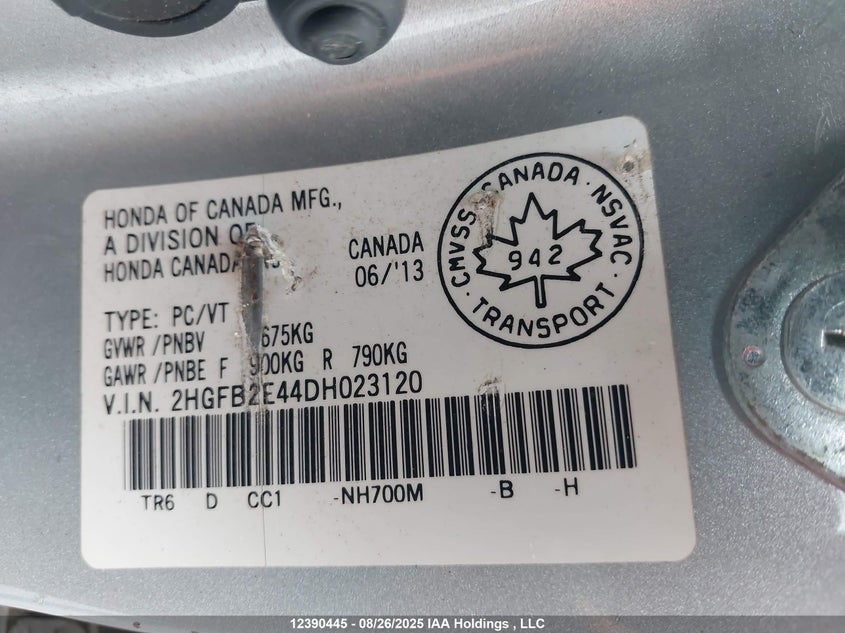 HONDA OF CANADA MFG.,
A DIVISION OF
HONDA CANADA
CANADA
06/'13
TYPE: PC/VT
GVWR/PNBV 675KG
GAWR/PNBE F 900KG R 790KG
V.I.N. 2HGFB2E44DH023120
TR6 D CC1 -NH700M -B -H
CMVSS · CANADA · NSVAC · TRANSPORT ·
942
12390445 - 08/26/2025 IAA Holdings , LLC